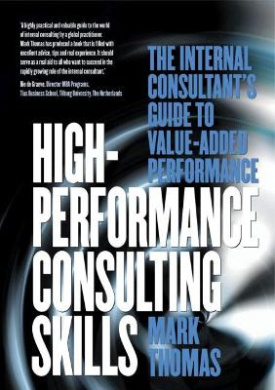 'A highly practical and valuable guide to the world
of internal consulting by a global practitioner.
Mark Thomas has produced a book that is filled with
excellent advice, tips and real experience. It should
serve as a real aid to all who want to succeed in the
rapidly growing role of the internal consultant.'
Director MBA Programs,
Tias Business School, Tilburg University, The Netherlands
THE INTERNAL
CONSULTANT'S
GUIDE TO
VALUE-ADDED
PERFORMANCE
HIGH-
PERFORMANCE
CONSULTING
SKILLS
MARK
THOMAS